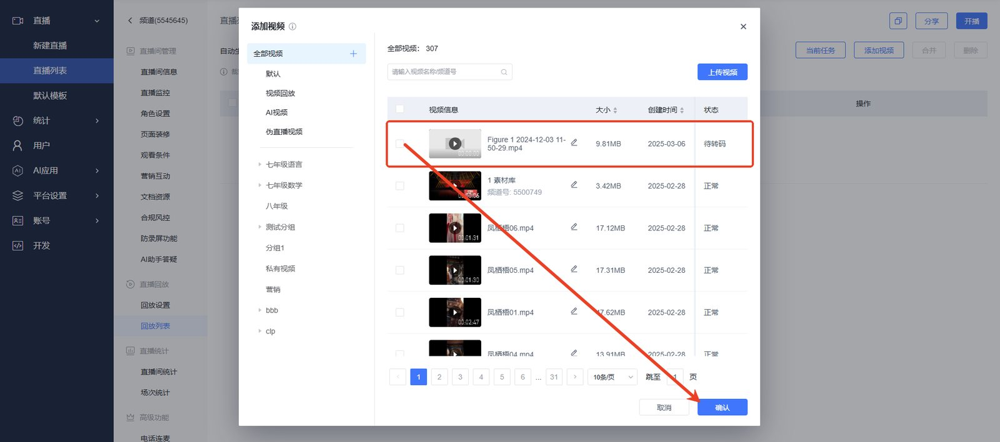 直播
新建直播
直播列表
默认模板
统计
用户
AI应用
平台设置
账号
开发
频道(5545645)
直播间管理
直播间信息
直播监控
角色设置
页面装修
观看条件
营销互动
文档资源
合规风控
防录屏功能
AI助手答疑
直播回放
回放设置
回放列表
直播统计
直播间统计
场次统计
高级功能
电话连麦
自动生
分享
开播
当前任务
添加视频
合并
删除
操作
添加视频
全部视频
默认
视频回放
AI视频
伪直播视频
七年级语言
七年级数学
八年级
测试分组
分组1
私有视频
营销
bbb
clp
全部视频: 307
请输入视频名称/频道号
上传视频
视频信息 大小 创建时间 状态
00:00:00
Figure 1 2024-12-03 11-
50-29.mp4
9.81MB 2025-03-06 待转码
1 素材库
频道号: 5500749
3.42MB 2025-02-28 正常
00:01:31
凤栖梧06.mp4 17.12MB 2025-02-28 正常
00:01:30
凤栖梧05.mp4 17.31MB 2025-02-28 正常
00:02:47
凤栖梧01.mp4 47.62MB 2025-02-28 正常
凤栖梧04.mp4 13.91MB 2025-02-28 正常
1 2 3 4 5 6 ... 31 10条/页 跳至 1 页
取消
确认